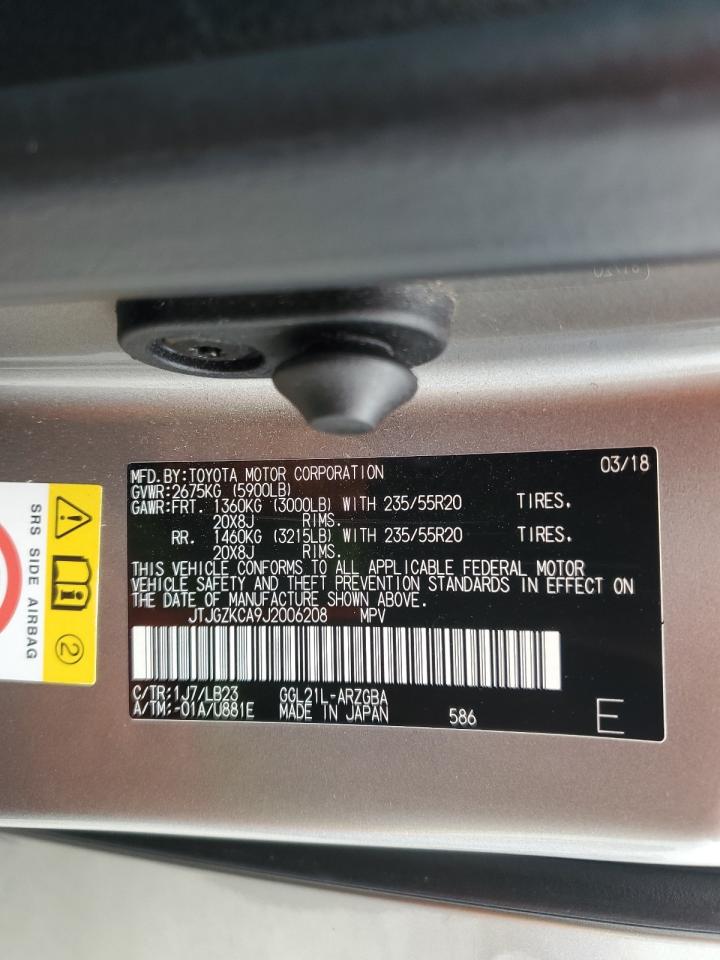 MFD.BY:TOYOTA MOTOR CORPORATION 03/18
GVWR:2675KG (5900LB)
GAWR:FRT. 1360KG (3000LB) WITH 235/55R20 TIRES.
20X8J RIMS.
RR. 1460KG (3215LB) WITH 235/55R20 TIRES.
20X8J RIMS.
THIS VEHICLE CONFORMS TO ALL APPLICABLE FEDERAL MOTOR
VEHICLE SAFETY AND THEFT PREVENTION STANDARDS IN EFFECT ON
THE DATE OF MANUFACTURE SHOWN ABOVE.
JTJGZKCA9J2006208 MPV
C/TR:1J7/LB23 GGL21L-ARZGBA
A/TM:-01A/U881E MADE IN JAPAN 586 E
SRS SIDE AIRBAG
2